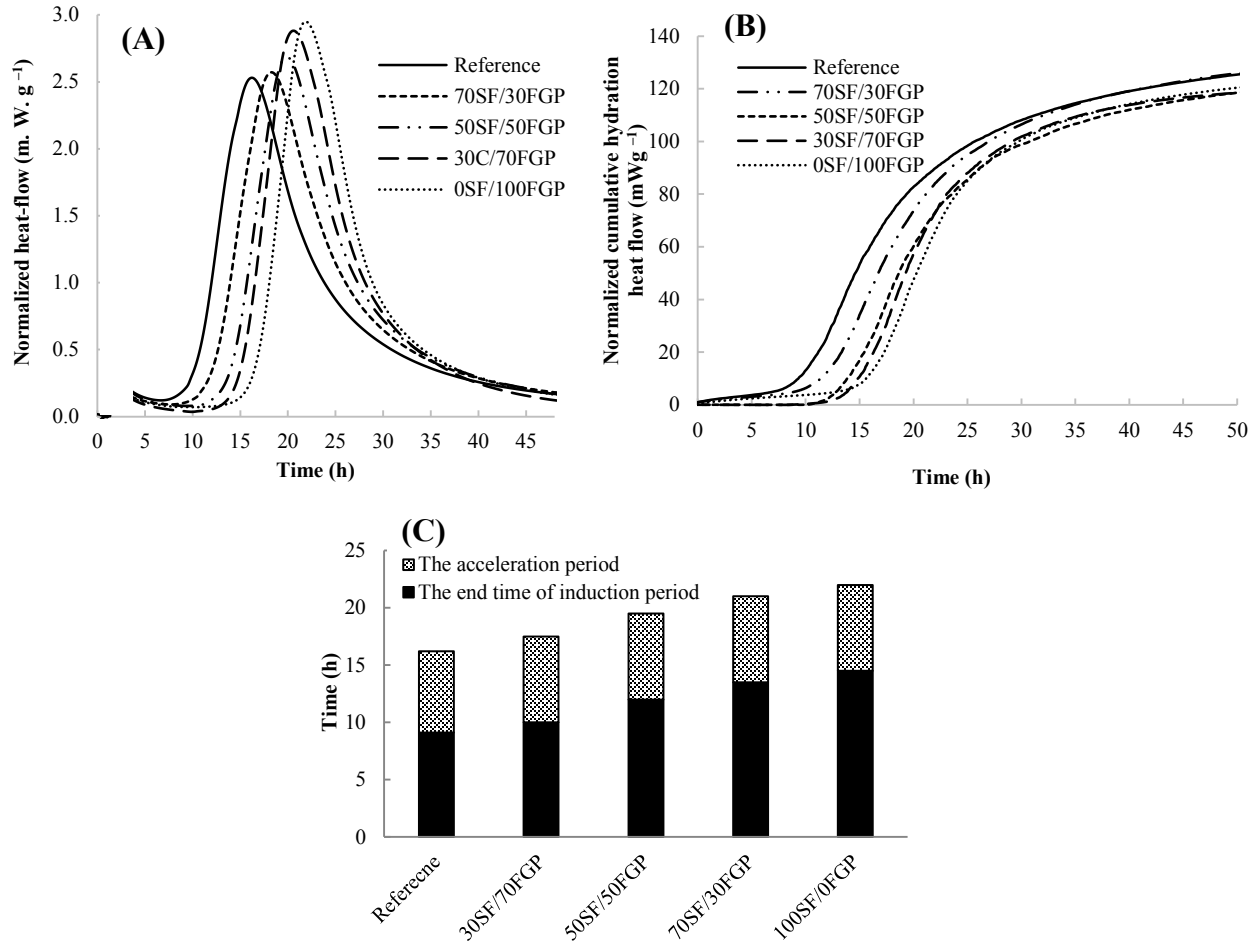 (A)
Normalized heat-flow (m. W. g⁻¹)
3.0
2.5
2.0
1.5
1.0
0.5
0.0
0 5 10 15 20 25 30 35 40 45
Time (h)
Reference
70SF/30FGP
50SF/50FGP
30C/70FGP
0SF/100FGP
(B)
Normalized cumulative hydration
heat flow (mWg ⁻¹)
140
120
100
80
60
40
20
0
0 5 10 15 20 25 30 35 40 45 50
Time (h)
Reference
70SF/30FGP
50SF/50FGP
30SF/70FGP
0SF/100FGP
(C)
Time (h)
25
20
15
10
5
0
The acceleration period
The end time of induction period
Referecne
30SF/70FGP
50SF/50FGP
70SF/30FGP
100SF/0FGP